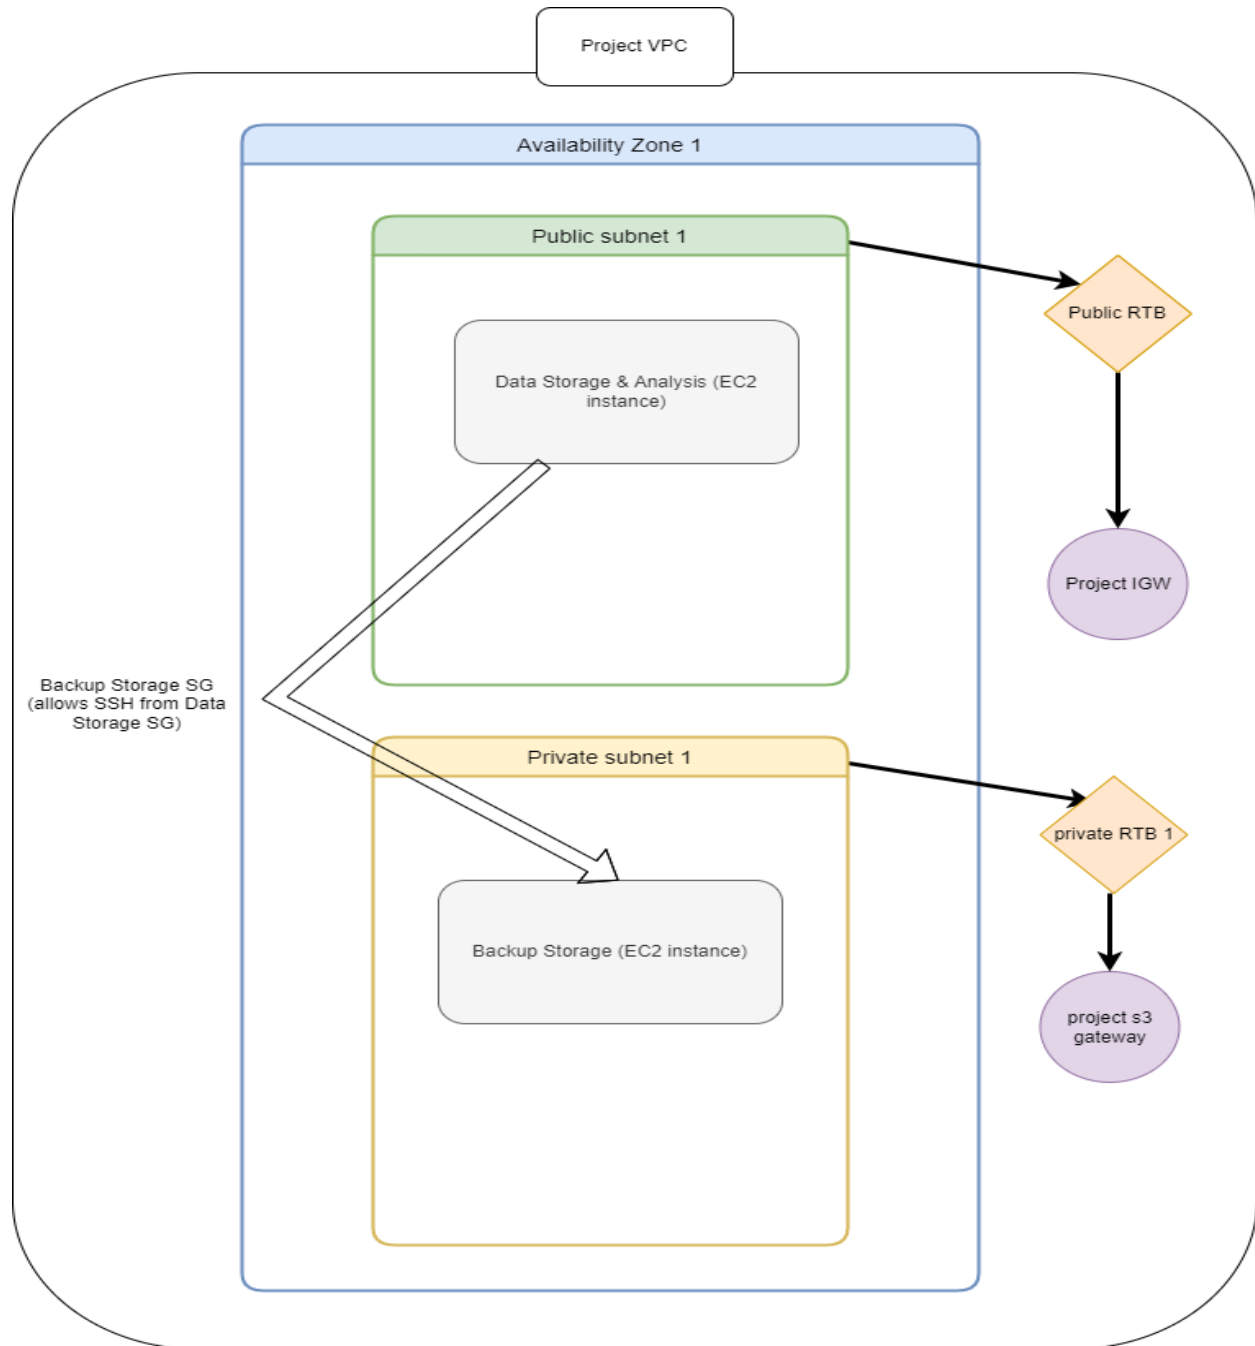 Project VPC
Availability Zone 1
Public subnet 1
Public RTB
Data Storage & Analysis (EC2
instance)
Project IGW
Backup Storage SG
(allows SSH from Data
Storage SG)
Private subnet 1
private RTB 1
Backup Storage (EC2 instance)
project s3
gateway